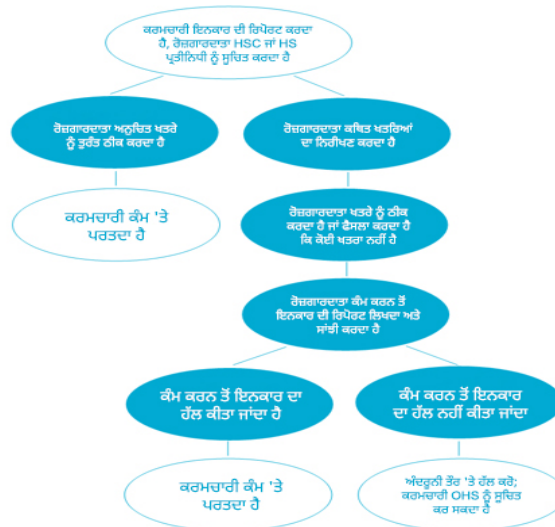 ਕਰਮਚਾਰੀ ਇਨਕਾਰ ਦੀ ਰਿਪੋਰਟ ਕਰਦਾ
ਹੈ, ਰੋਜ਼ਗਾਰਦਾਤਾ HSC ਜਾਂ HS
ਪ੍ਰਤੀਨਿਧੀ ਨੂੰ ਸੂਚਿਤ ਕਰਦਾ ਹੈ
ਰੋਜ਼ਗਾਰਦਾਤਾ ਅਨੁਚਿਤ ਖਤਰੇ
ਨੂੰ ਤੁਰੰਤ ਠੀਕ ਕਰਦਾ ਹੈ
ਰੋਜ਼ਗਾਰਦਾਤਾ ਕਥਿਤ ਖਤਰਿਆਂ
ਦਾ ਨਿਰੀਖਣ ਕਰਦਾ ਹੈ
ਕਰਮਚਾਰੀ ਕੰਮ 'ਤੇ
ਪਰਤਦਾ ਹੈ
ਰੋਜ਼ਗਾਰਦਾਤਾ ਖਤਰੇ ਨੂੰ ਠੀਕ
ਕਰਦਾ ਹੈ ਜਾਂ ਫੈਸਲਾ ਕਰਦਾ ਹੈ
ਕਿ ਕੋਈ ਖਤਰਾ ਨਹੀਂ ਹੈ
ਰੋਜ਼ਗਾਰਦਾਤਾ ਕੰਮ ਕਰਨ ਤੋਂ
ਇਨਕਾਰ ਦੀ ਰਿਪੋਰਟ ਲਿਖਦਾ ਅਤੇ
ਸਾਂਝੀ ਕਰਦਾ ਹੈ
ਕੰਮ ਕਰਨ ਤੋਂ ਇਨਕਾਰ ਦਾ
ਹੱਲ ਕੀਤਾ ਜਾਂਦਾ ਹੈ
ਕੰਮ ਕਰਨ ਤੋਂ ਇਨਕਾਰ
ਦਾ ਹੱਲ ਨਹੀਂ ਕੀਤਾ ਜਾਂਦਾ
ਕਰਮਚਾਰੀ ਕੰਮ 'ਤੇ
ਪਰਤਦਾ ਹੈ
ਅੰਦਰੂਨੀ ਤੌਰ 'ਤੇ ਹੱਲ ਕਰੋ;
ਕਰਮਚਾਰੀ OHS ਨੂੰ ਸੂਚਿਤ
ਕਰ ਸਕਦਾ ਹੈ